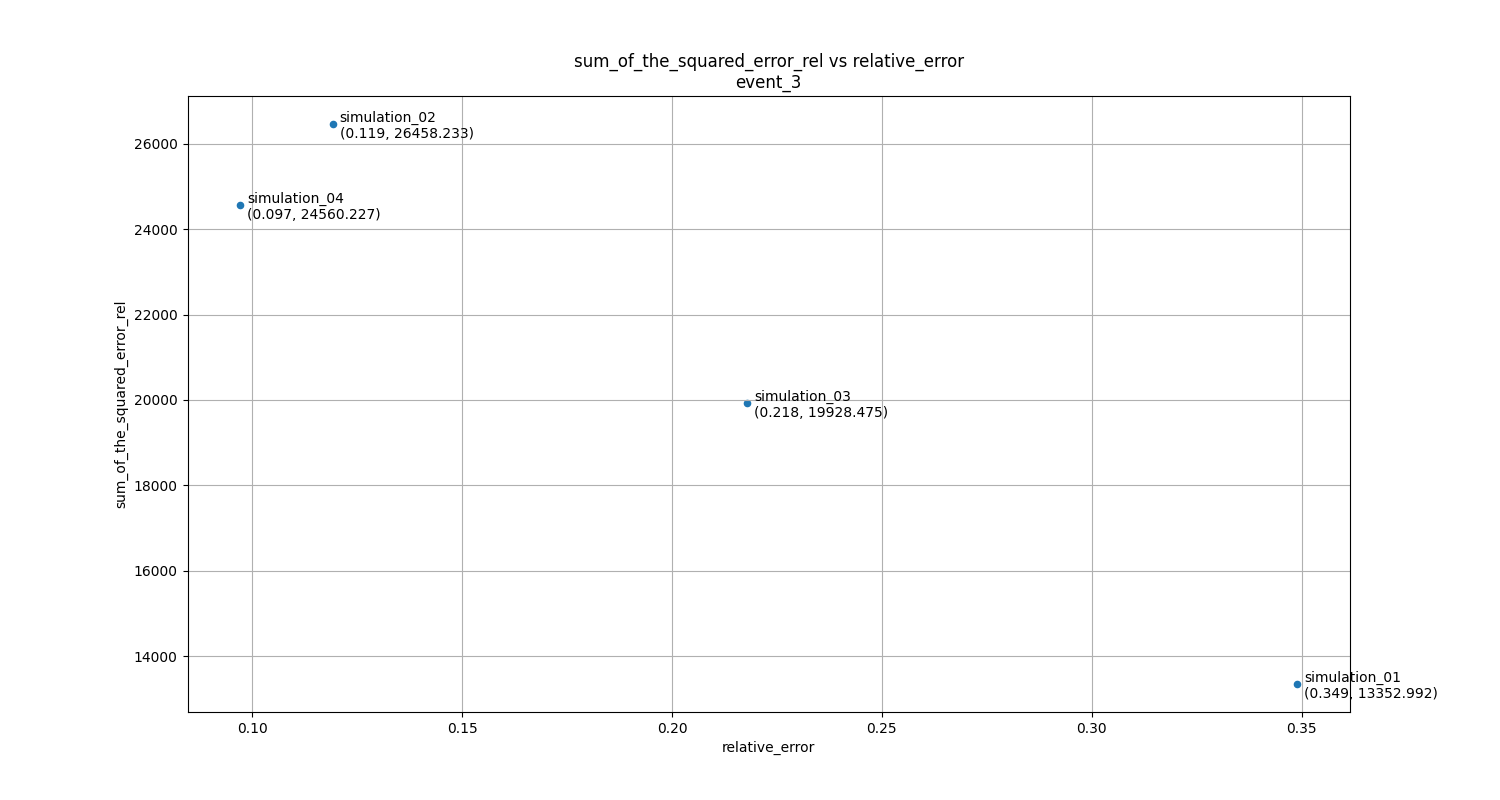 sum_of_the_squared_error_rel vs relative_error
event_3
sum_of_the_squared_error_rel
26000
24000
22000
20000
18000
16000
14000
simulation_02
(0.119, 26458.233)
simulation_04
(0.097, 24560.227)
simulation_03
(0.218, 19928.475)
simulation_01
(0.349, 13352.992)
0.10
0.15
0.20
0.25
0.30
0.35
relative_error